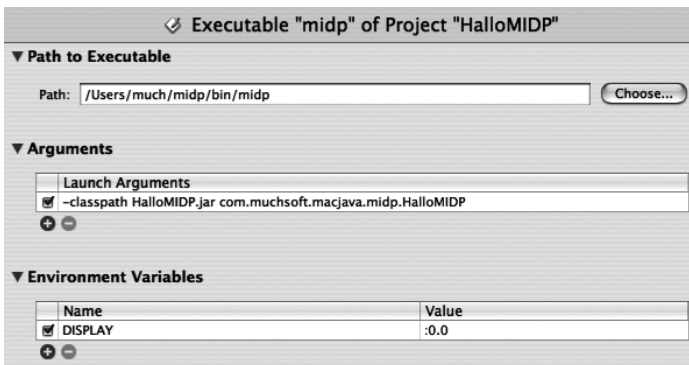 Executable "midp" of Project "HalloMIDP"
Path to Executable
Path: /Users/much/midp/bin/midp Choose...
Arguments
Launch Arguments
-classpath HalloMIDP.jar com.muchsoft.macjava.midp.HalloMIDP
Environment Variables
Name Value
DISPLAY :0.0